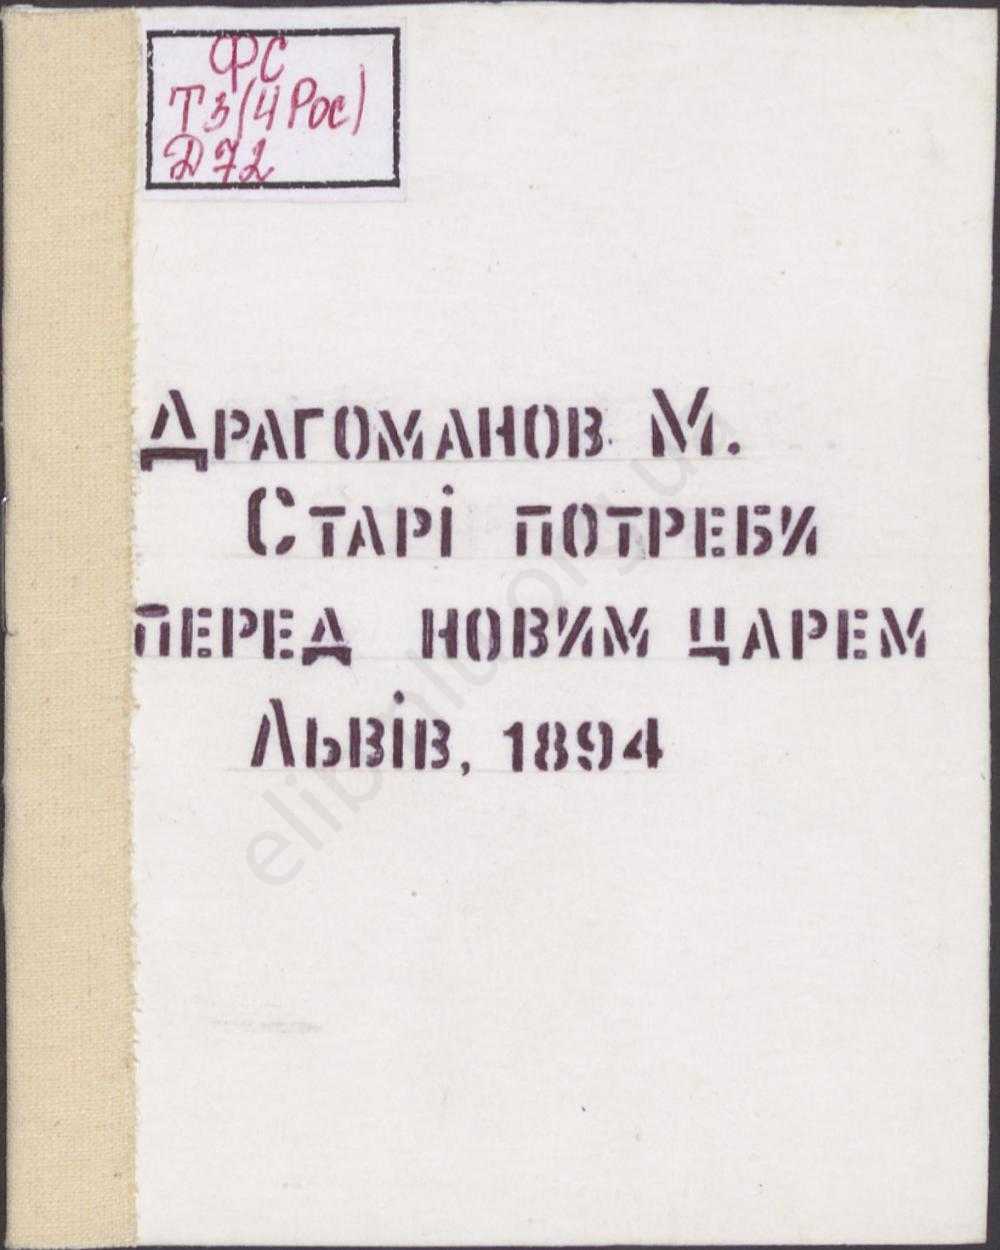 ФС
Т3(4Рос)
Д72
Драгоманов М.
Старі потреби
перед новим царем
Львів, 1894